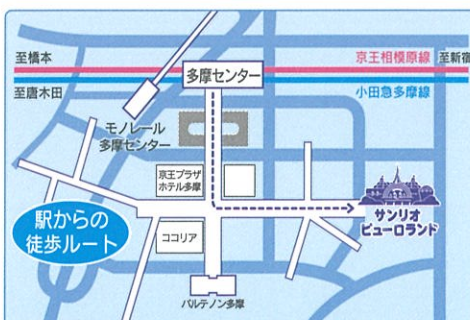 至橋本
京王相模原線
至新宿
多摩センター
至唐木田
小田急多摩線
モノレール
多摩センター
京王プラザ
ホテル多摩
駅からの
徒歩ルート
サンリオ
ピューロランド
ココリア
パルテノン多摩